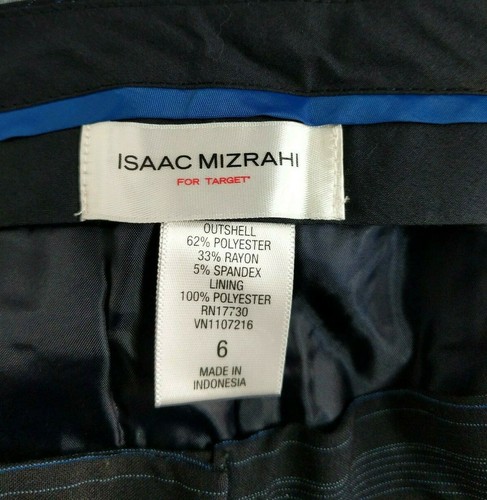 ISAAC MIZRAHI
FOR TARGET*
OUTSHELL
62% POLYESTER
33% RAYON
5% SPANDEX
LINING
100% POLYESTER
RN17730
VN1107216
6
MADE IN
INDONESIA